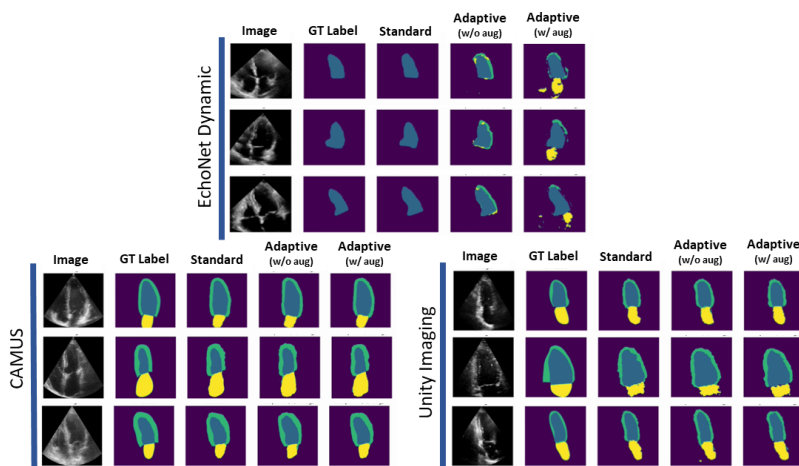 Image GT Label Standard Adaptive Adaptive
(w/o aug) (w/ aug)
EchoNet Dynamic
Image GT Label Standard Adaptive Adaptive
(w/o aug) (w/ aug)
CAMUS
Image GT Label Standard Adaptive Adaptive
(w/o aug) (w/ aug)
Unity Imaging